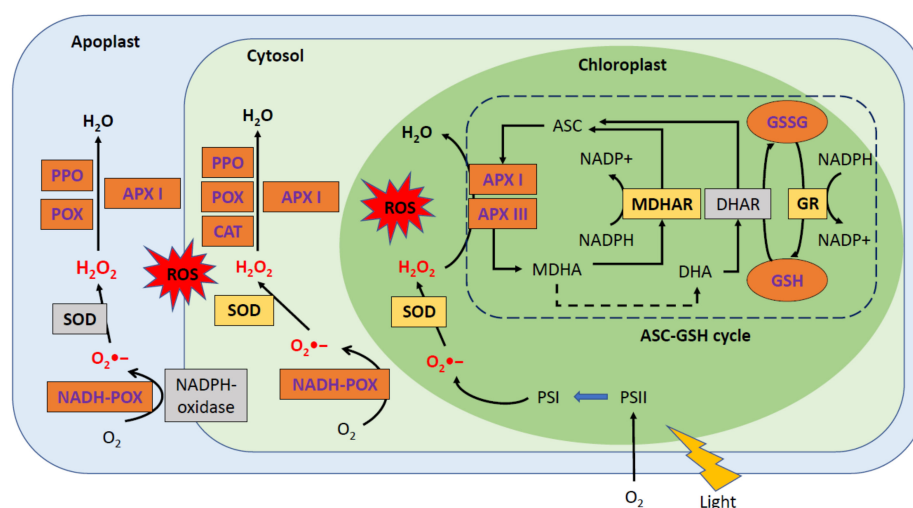 Apoplast
H₂O
PPO
APX I
POX
H₂O₂
ROS
SOD
O₂•–
NADH-POX
NADPH-
oxidase
O₂
Cytosol
H₂O
PPO
POX
APX I
CAT
H₂O₂
SOD
O₂•–
NADH-POX
O₂
Chloroplast
H₂O
ROS
APX I
APX III
H₂O₂
SOD
O₂•–
PSI
PSII
O₂
Light
ASC
GSSG
NADP+
NADPH
MDHAR
DHAR
GR
NADPH
NADP+
MDHA
DHA
GSH
ASC-GSH cycle